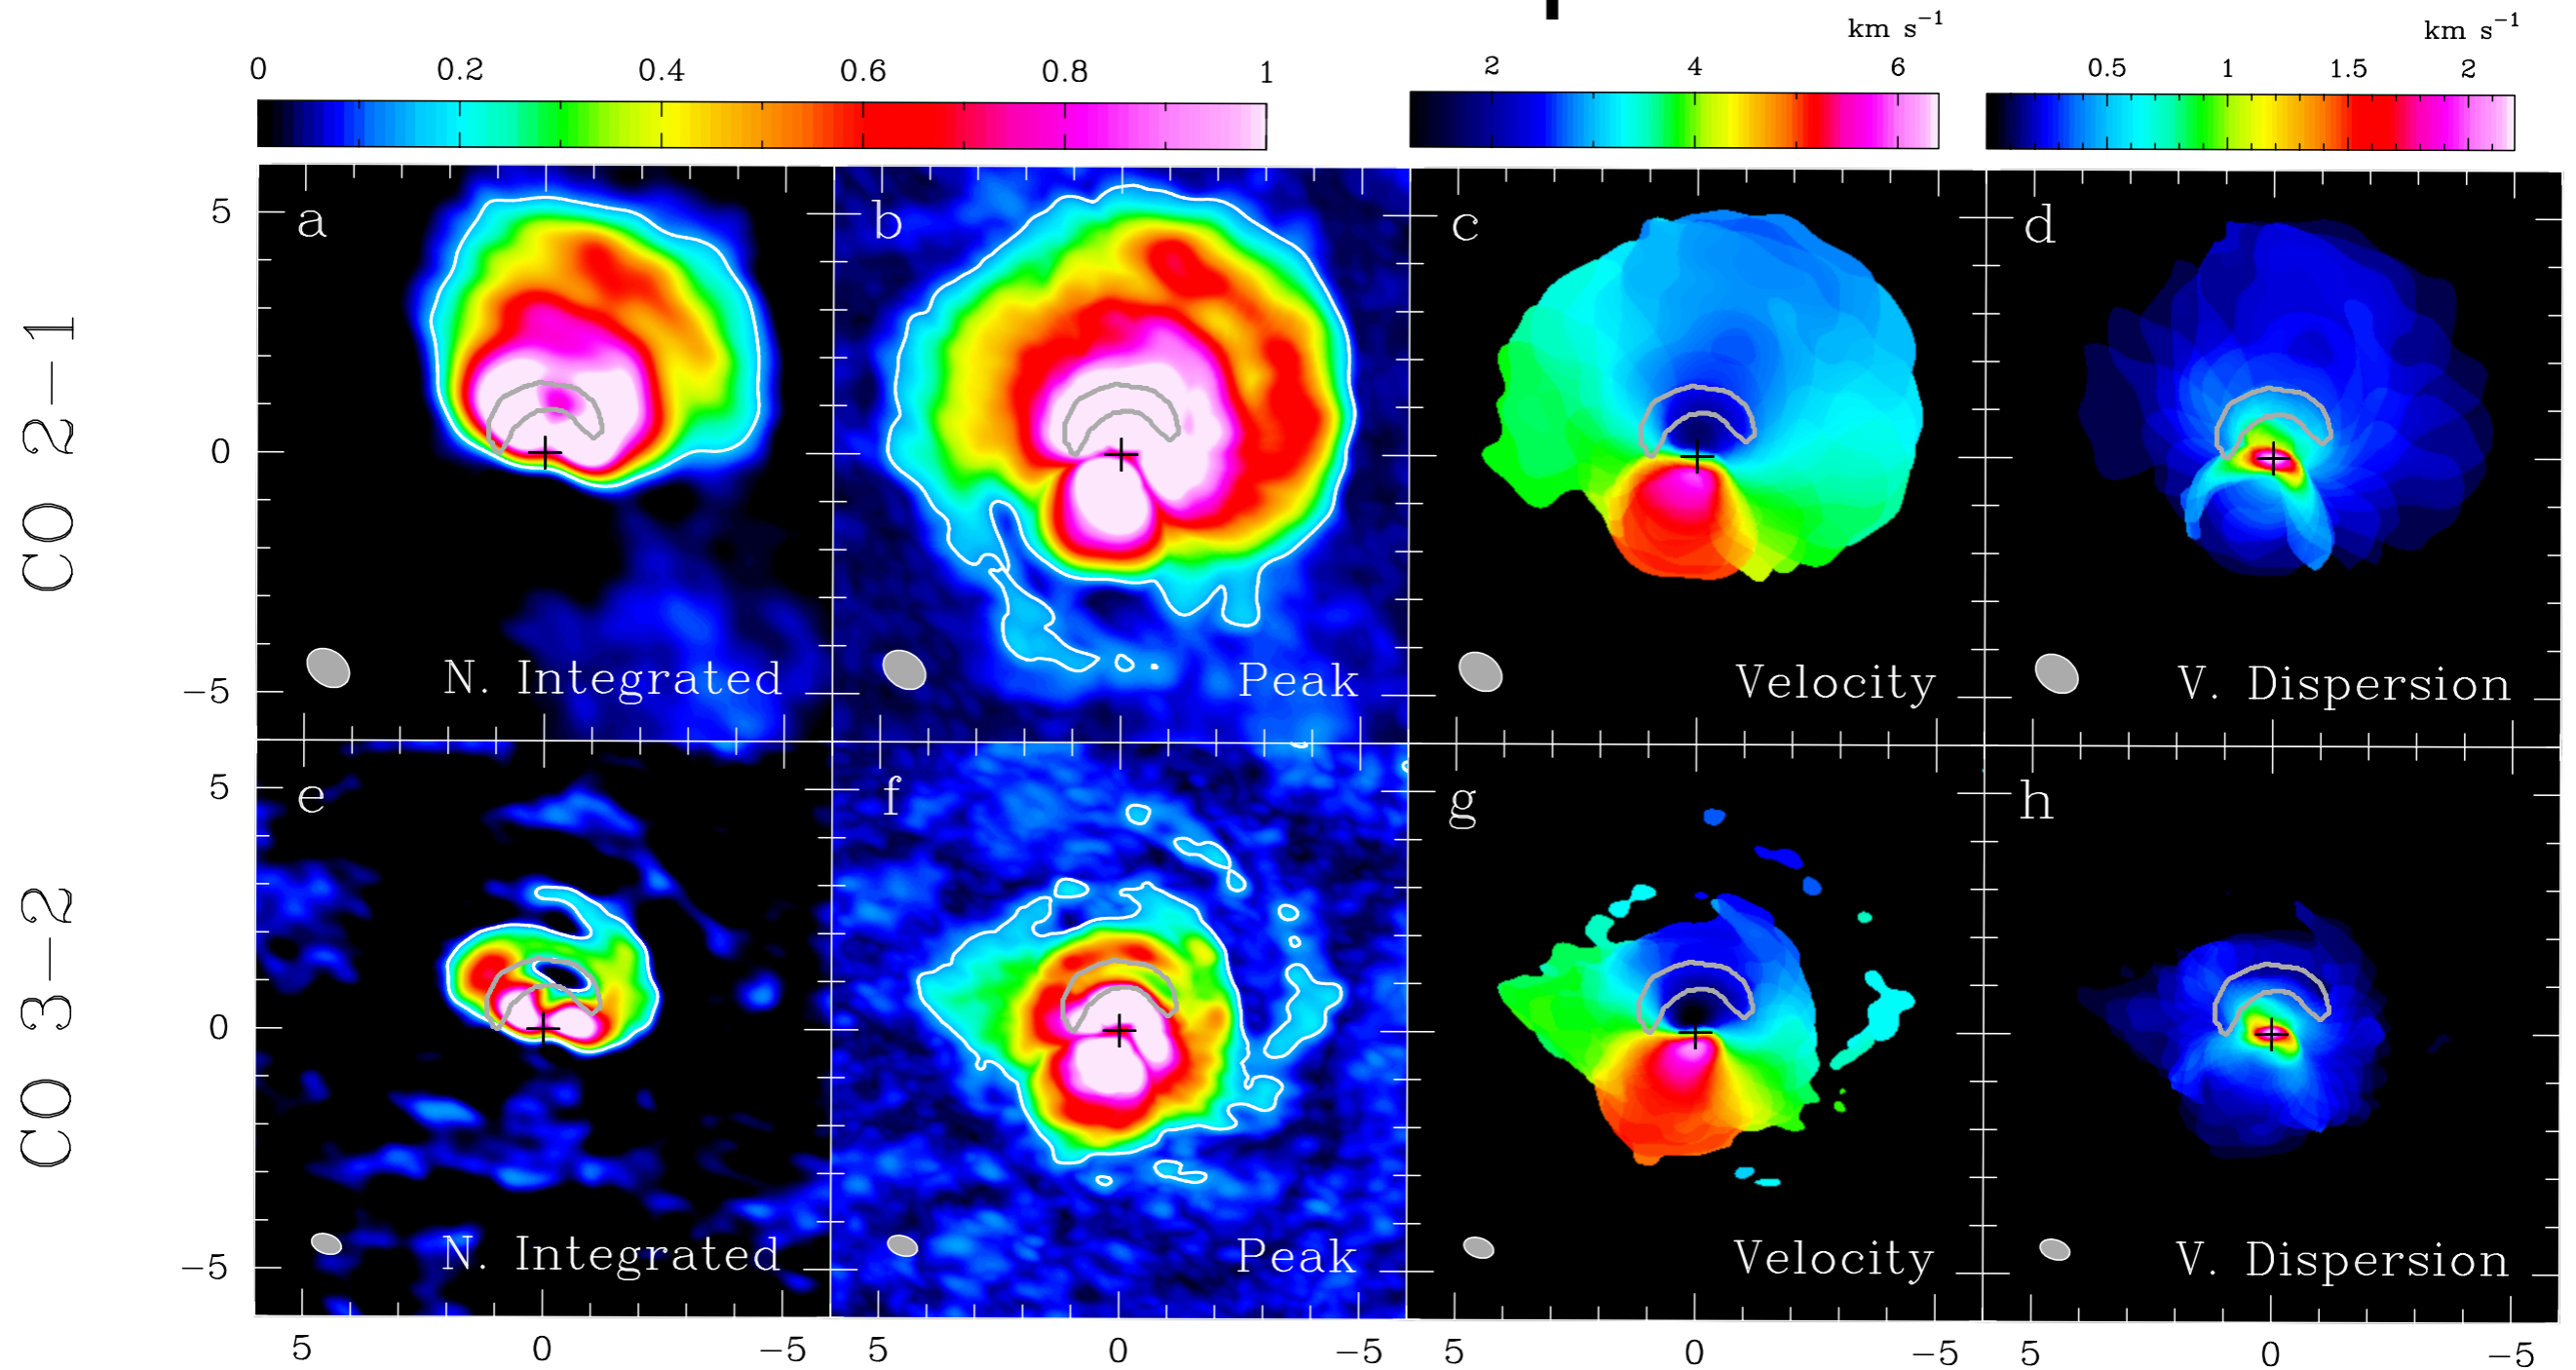 km s⁻¹
km s⁻¹
0 0.2 0.4 0.6 0.8 1
2 4 6
0.5 1 1.5 2
CO 2−1
5
0
−5
a
N. Integrated
b
Peak
c
Velocity
d
V. Dispersion
CO 3−2
5
0
−5
e
N. Integrated
f
Peak
g
Velocity
h
V. Dispersion
5 0 −5
5 0 −5
5 0 −5
5 0 −5